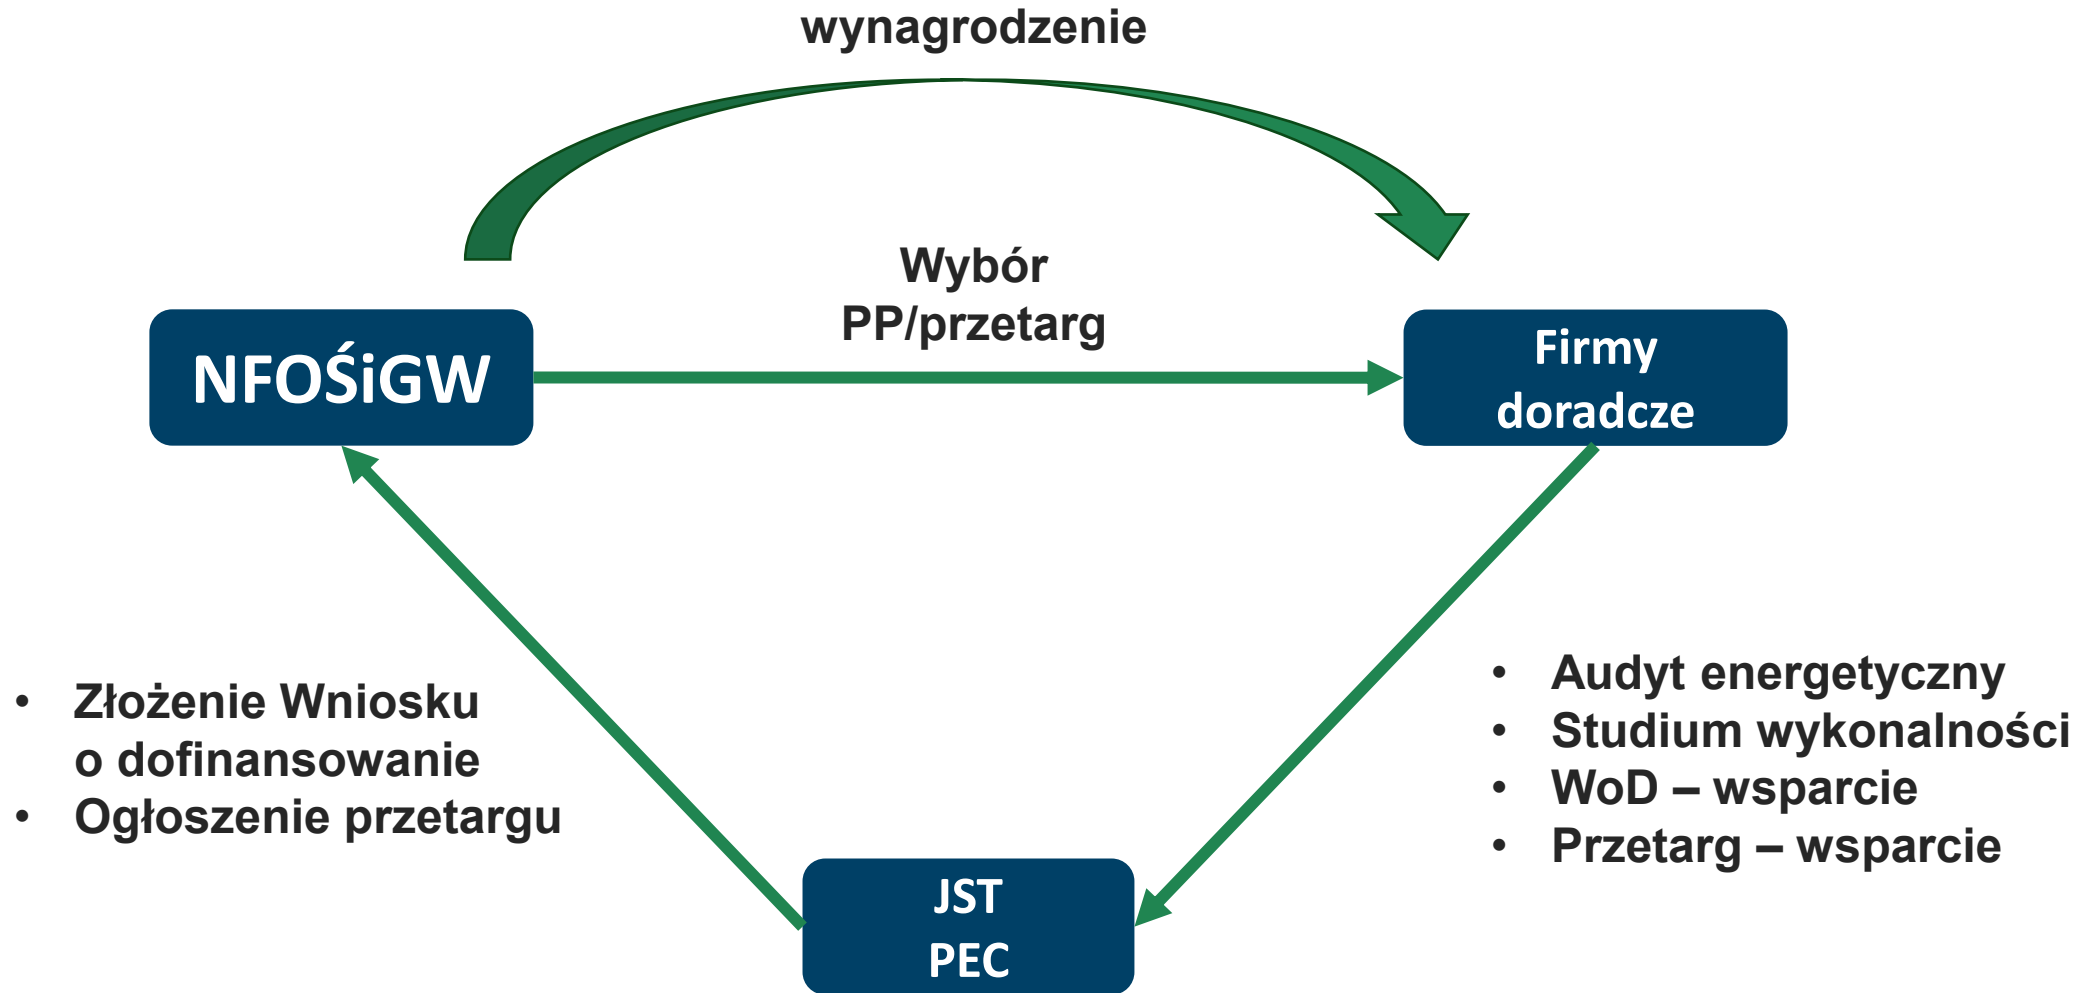 wynagrodzenie
Wybór
PP/przetarg
NFOŚiGW
Firmy
doradcze
• Złożenie Wniosku
o dofinansowanie
• Ogłoszenie przetargu
• Audyt energetyczny
• Studium wykonalności
• WoD – wsparcie
• Przetarg – wsparcie
JST
PEC